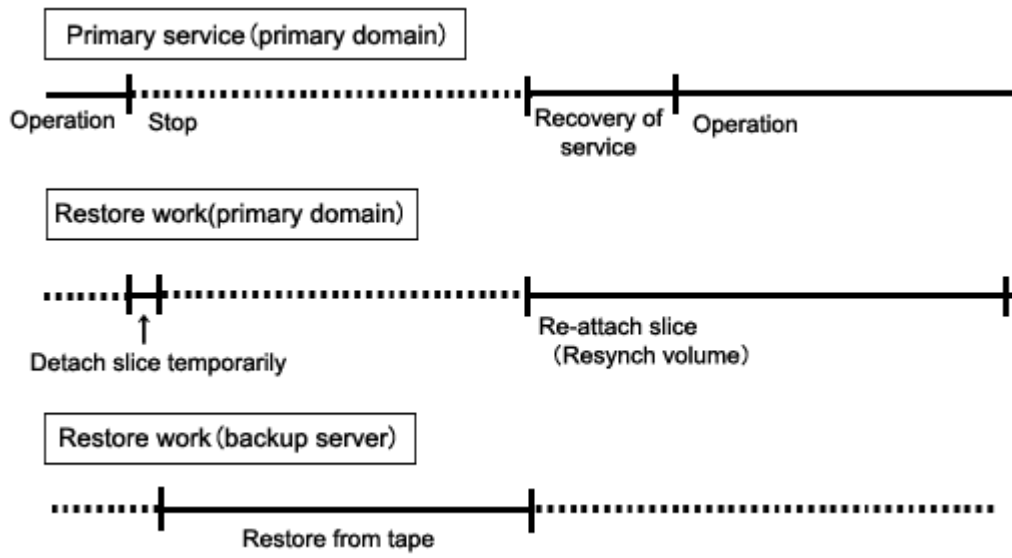 Primary service (primary domain)
Operation
Stop
Recovery of
service
Operation
Restore work(primary domain)
Detach slice temporarily
Re-attach slice
(Resynch volume)
Restore work (backup server)
Restore from tape